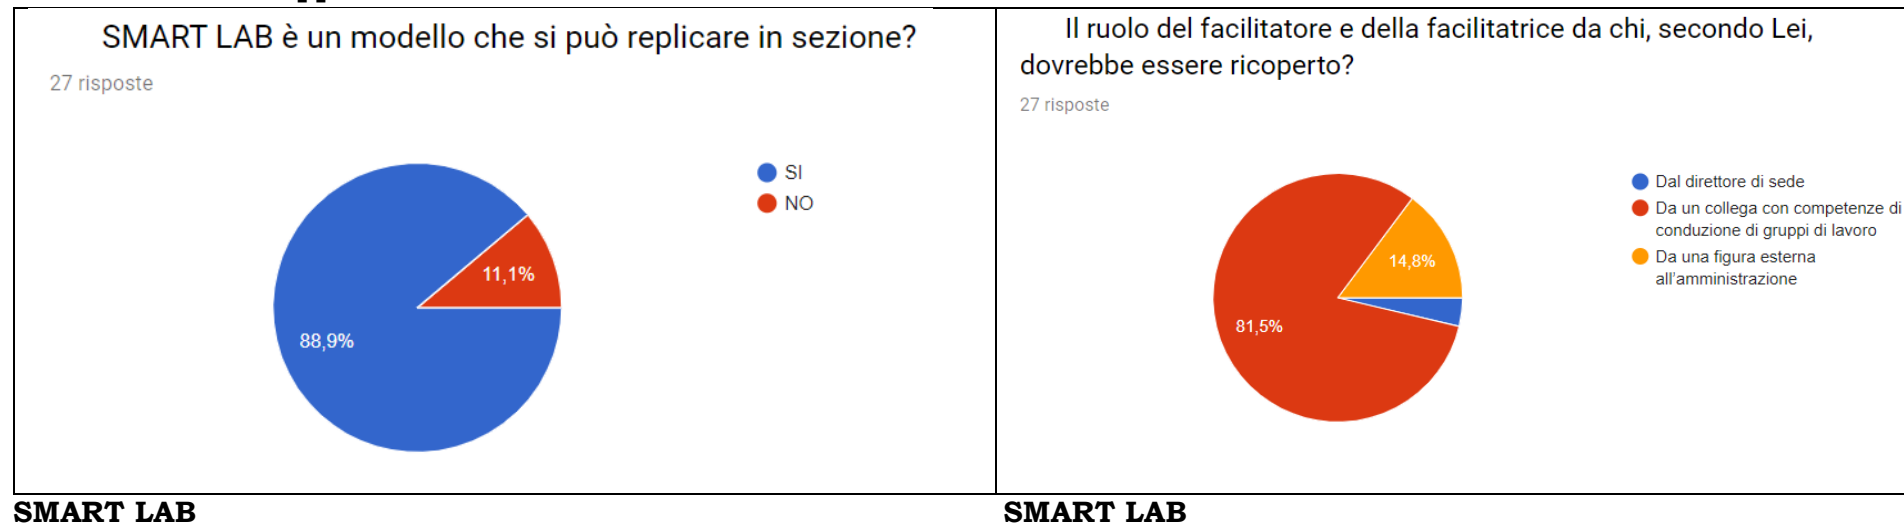 SMART LAB è un modello che si può replicare in sezione?
27 risposte
SI
NO
11,1%
88,9%
Il ruolo del facilitatore e della facilitatrice da chi, secondo Lei,
dovrebbe essere ricoperto?
27 risposte
Dal direttore di sede
Da un collega con competenze di
conduzione di gruppi di lavoro
Da una figura esterna
all'amministrazione
14,8%
81,5%
SMART LAB
SMART LAB